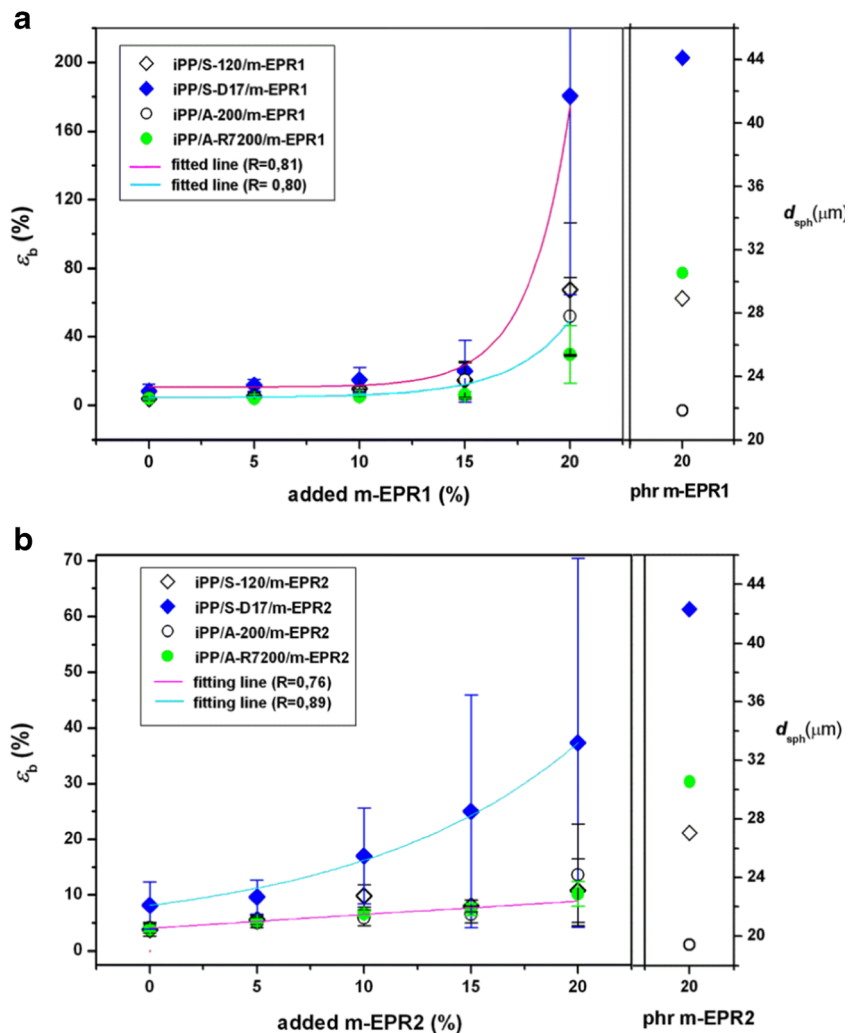 a
iPP/S-120/m-EPR1
iPP/S-D17/m-EPR1
iPP/A-200/m-EPR1
iPP/A-R7200/m-EPR1
fitted line (R=0,81)
fitted line (R= 0,80)
200
160
120
80
40
0
εb (%)
0 5 10 15 20
added m-EPR1 (%)
44
40
36
32
28
24
20
dsph(μm)
20
phr m-EPR1
b
iPP/S-120/m-EPR2
iPP/S-D17/m-EPR2
iPP/A-200/m-EPR2
iPP/A-R7200/m-EPR2
fitting line (R=0,76)
fitting line (R=0,89)
70
60
50
40
30
20
10
0
εb (%)
0 5 10 15 20
added m-EPR2 (%)
44
40
36
32
28
24
20
dsph(μm)
20
phr m-EPR2